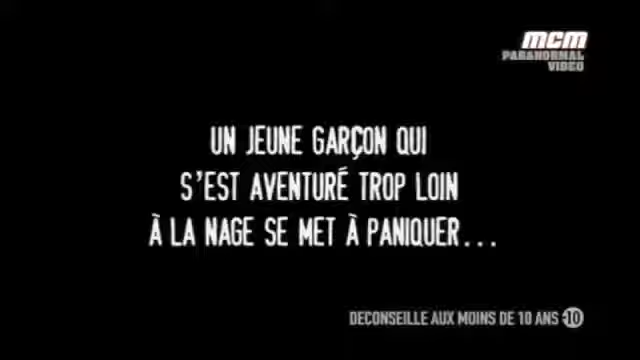 mcm
PARANORMAL
VIDEO
UN JEUNE GARÇON QUI
S'EST AVENTURÉ TROP LOIN
À LA NAGE SE MET À PANIQUER...
DECONSEILLE AUX MOINS DE 10 ANS -10